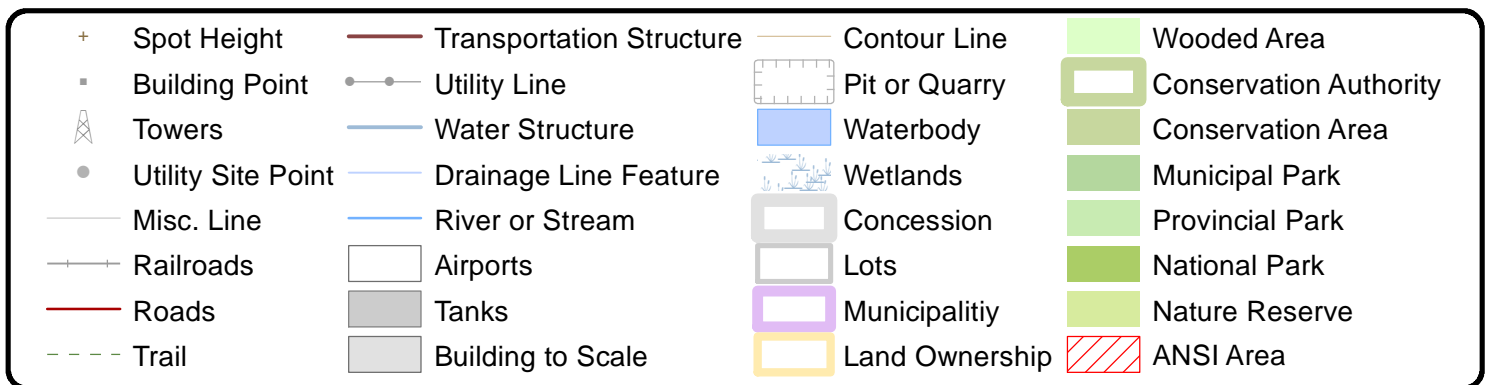 Spot Height
Building Point
Towers
Utility Site Point
Misc. Line
Railroads
Roads
Trail
Transportation Structure
Utility Line
Water Structure
Drainage Line Feature
River or Stream
Airports
Tanks
Building to Scale
Contour Line
Pit or Quarry
Waterbody
Wetlands
Concession
Lots
Municipalitiy
Land Ownership
Wooded Area
Conservation Authority
Conservation Area
Municipal Park
Provincial Park
National Park
Nature Reserve
ANSI Area